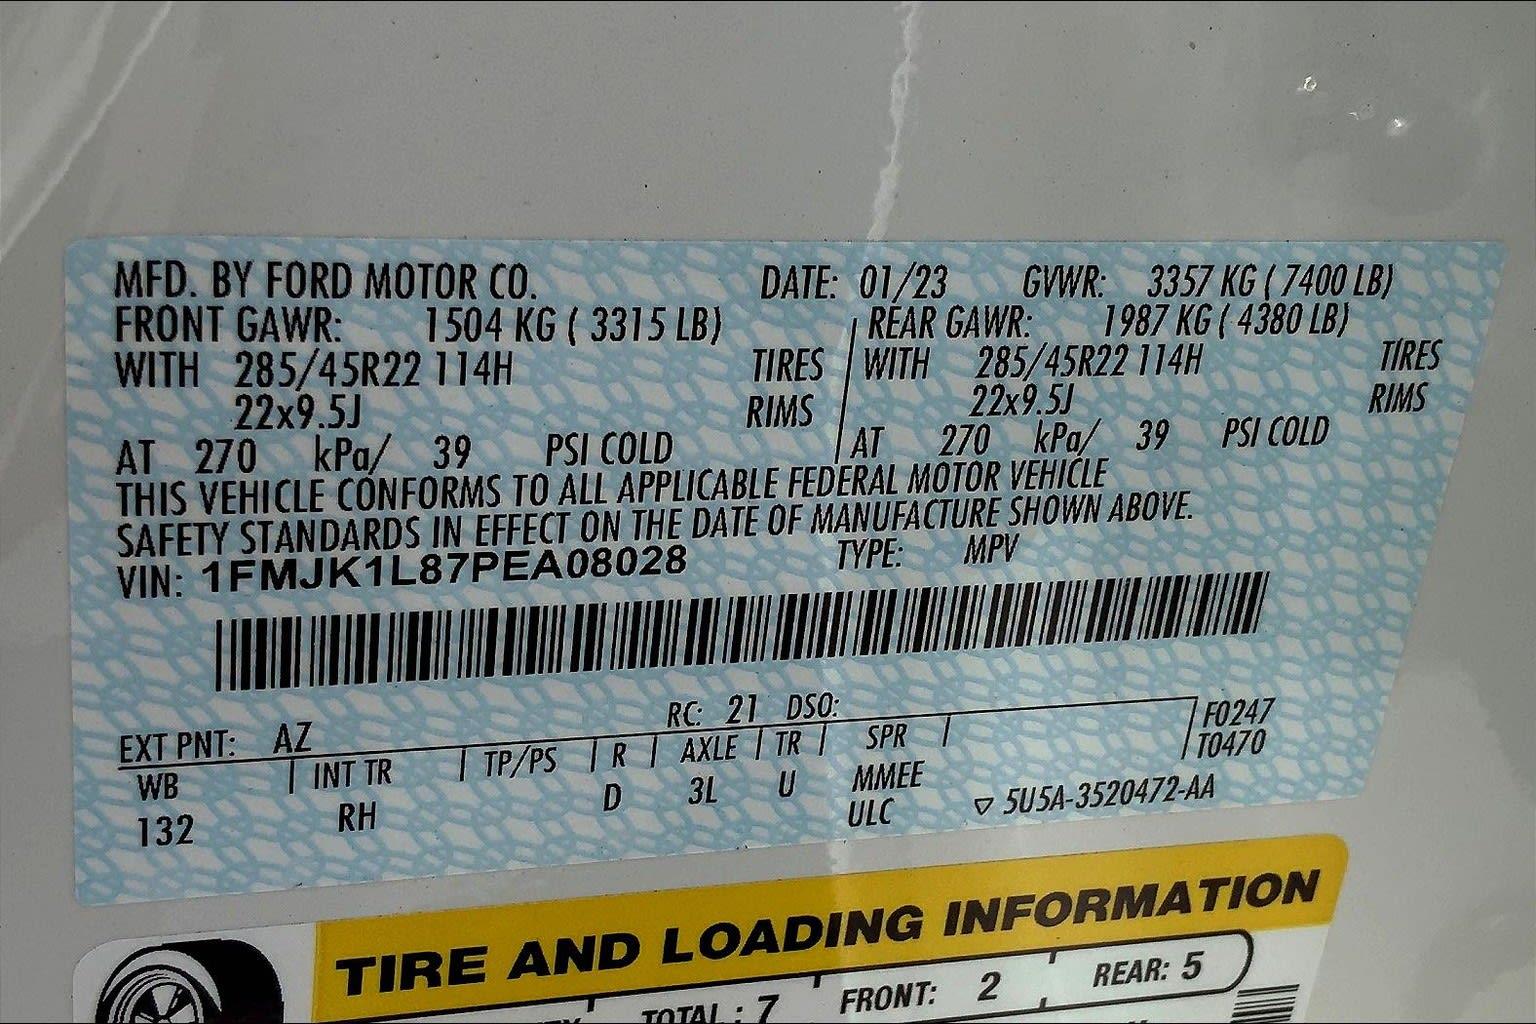 MFD. BY FORD MOTOR CO. DATE: 01/23 GVWR: 3357 KG ( 7400 LB)
FRONT GAWR: 1504 KG ( 3315 LB) REAR GAWR: 1987 KG ( 4380 LB)
WITH 285/45R22 114H TIRES WITH 285/45R22 114H TIRES
22x9.5J RIMS 22x9.5J RIMS
AT 270 kPa/ 39 PSI COLD AT 270 kPa/ 39 PSI COLD
THIS VEHICLE CONFORMS TO ALL APPLICABLE FEDERAL MOTOR VEHICLE
SAFETY STANDARDS IN EFFECT ON THE DATE OF MANUFACTURE SHOWN ABOVE.
VIN: 1FMJK1L87PEA08028 TYPE: MPV
EXT PNT: AZ RC: 21 DSO: F0247
WB INT TR TP/PS R AXLE TR SPR T0470
132 RH D 3L U MMEE
ULC ▽ 5U5A-3520472-AA
TIRE AND LOADING INFORMATION
TOTAL : 7 FRONT: 2 REAR: 5